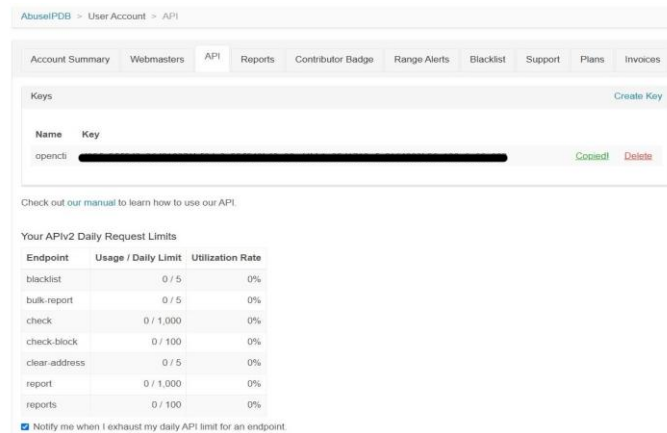 AbuseIPDB > User Account > API
Account Summary Webmasters API Reports Contributor Badge Range Alerts Blacklist Support Plans Invoices
Keys Create Key
Name Key
opencti Copied! Delete
Check out our manual to learn how to use our API.
Your APIv2 Daily Request Limits
Endpoint Usage / Daily Limit Utilization Rate
blacklist 0 / 5 0%
bulk-report 0 / 5 0%
check 0 / 1,000 0%
check-block 0 / 100 0%
clear-address 0 / 5 0%
report 0 / 1,000 0%
reports 0 / 100 0%
Notify me when I exhaust my daily API limit for an endpoint.